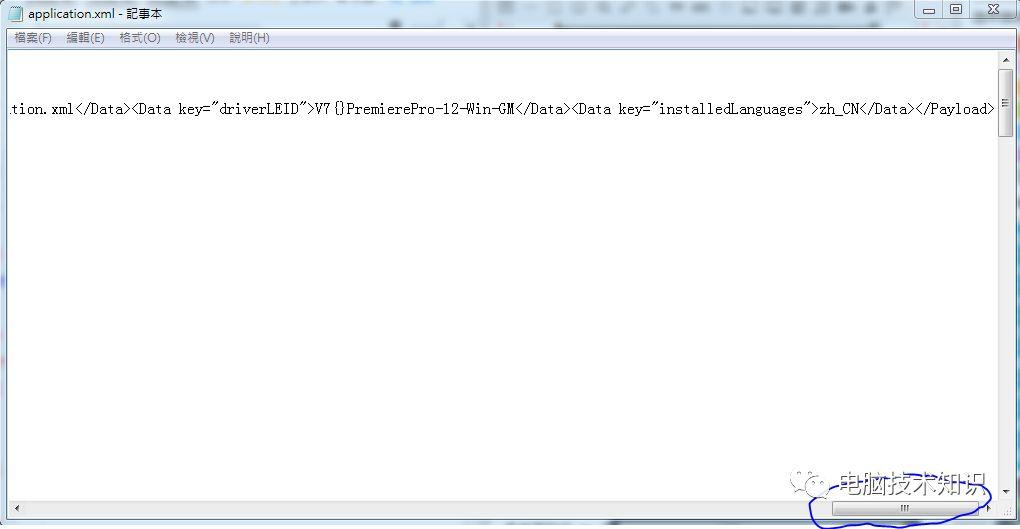 application.xml - 記事本
檔案(F) 編輯(E) 格式(O) 檢視(V) 說明(H)
tion.xml</Data><Data key="driverLEID">V7{}PremierePro-12-Win-GM</Data><Data key="installedLanguages">zh_CN</Data></Payload>
电脑技术知识